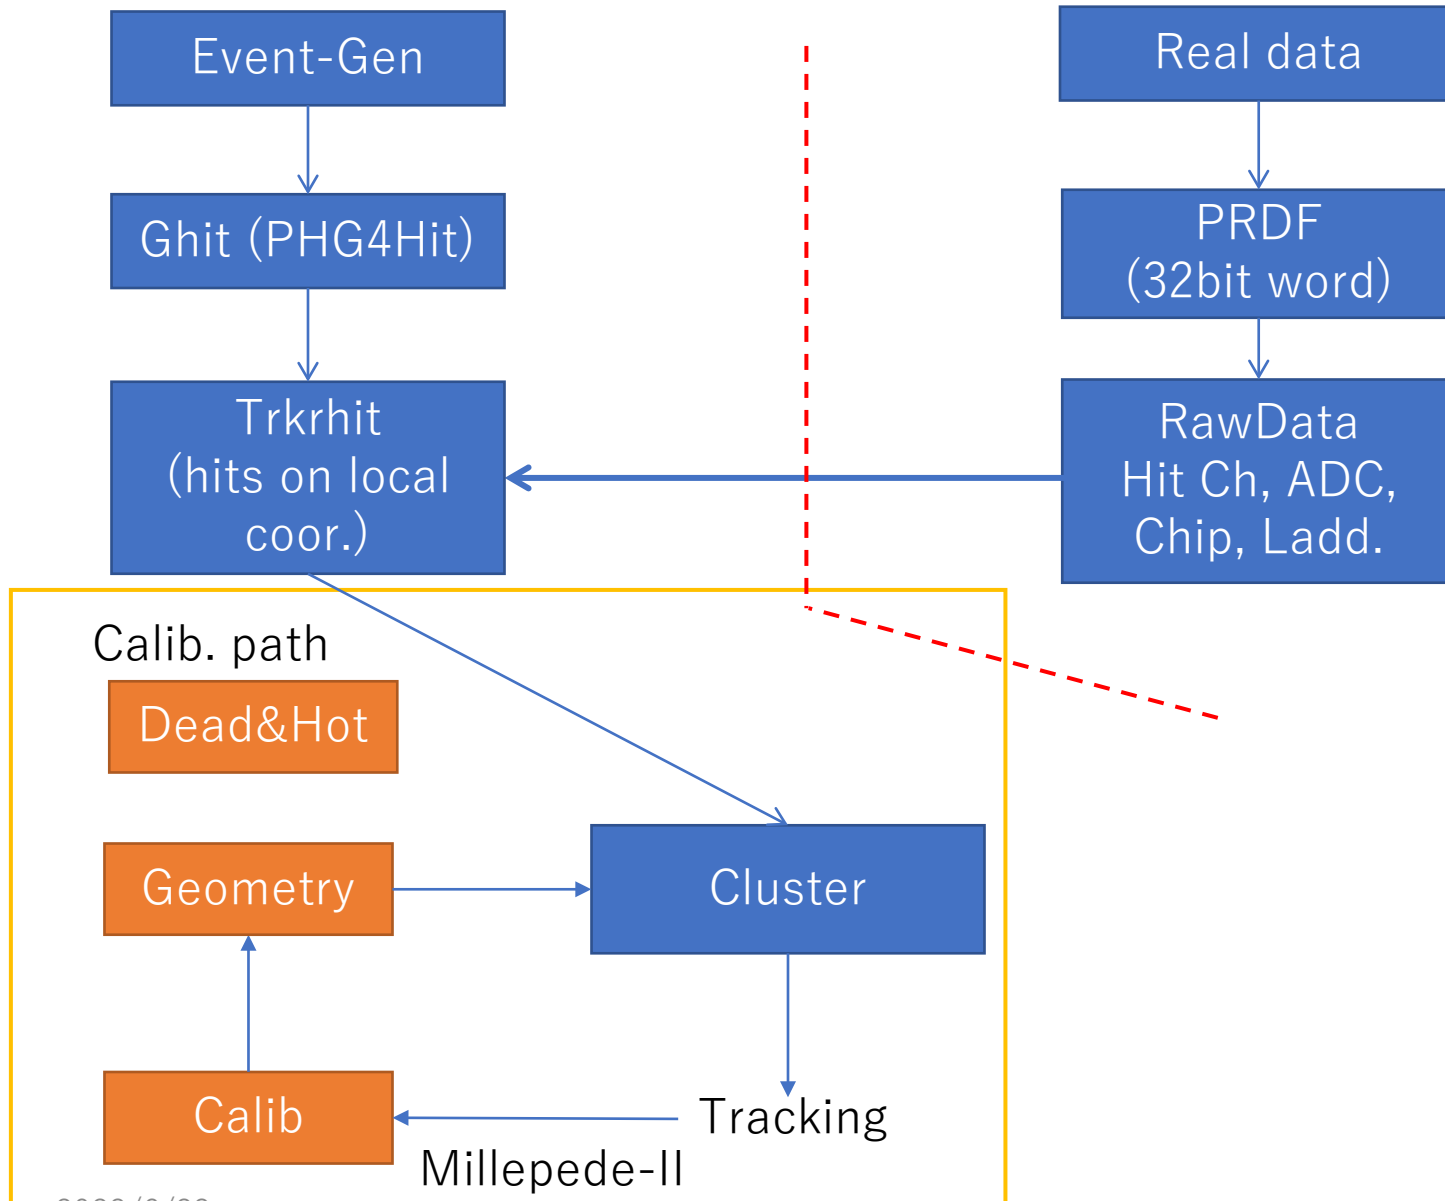 Event-Gen
Real data
Ghit (PHG4Hit)
PRDF
(32bit word)
Trkrhit
(hits on local
coor.)
RawData
Hit Ch, ADC,
Chip, Ladd.
Calib. path
Dead&Hot
Geometry
Cluster
Calib
Tracking
Millepede-II